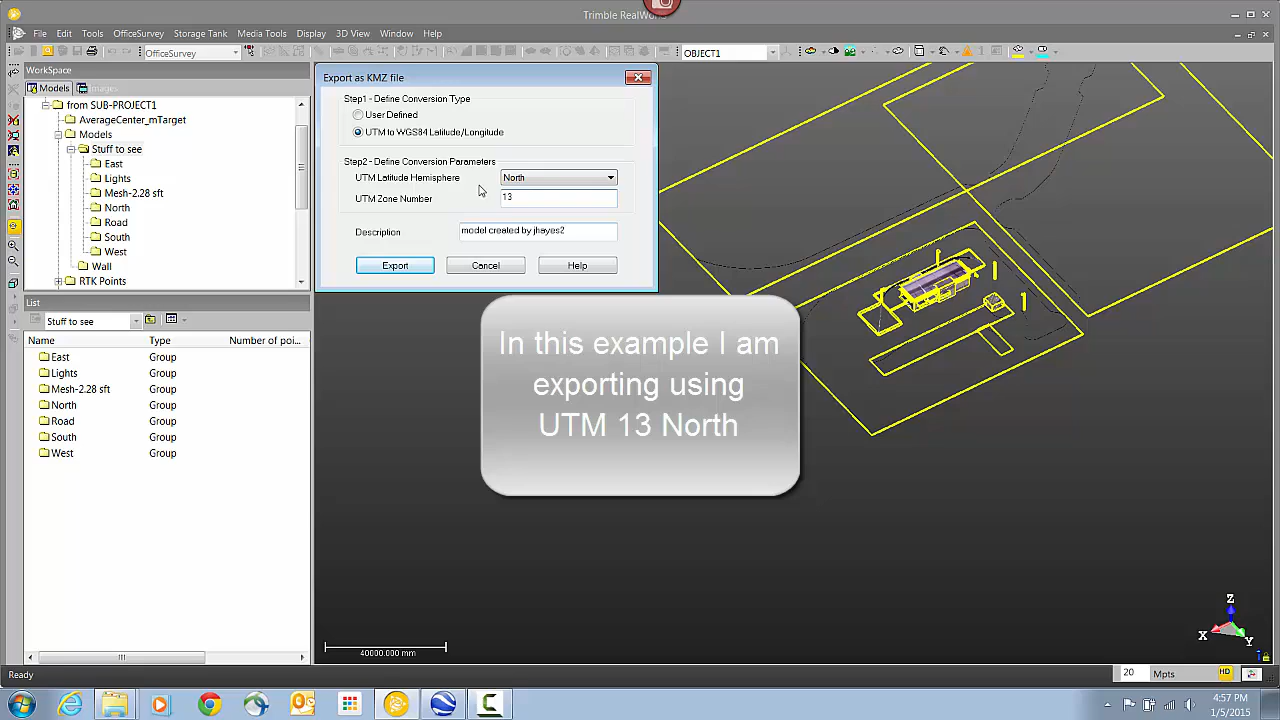 Trimble RealWo
File Edit View Tools OfficeSurvey Storage Tank Media Tools Display 3D View Window Help
OfficeSurvey
OBJECT1
WorkSpace
Models
Images
from SUB-PROJECT1
AverageCenter_mTarget
Models
Stuff to see
East
Lights
Mesh-2.28 sft
North
Road
South
West
Wall
RTK Points
List
Stuff to see
Name Type Number of poi...
East Group
Lights Group
Mesh-2.28 sft Group
North Group
Road Group
South Group
West Group
Export as KMZ file
Step1 - Define Conversion Type
User Defined
UTM to WGS84 Latitude/Longitude
Step2 - Define Conversion Parameters
UTM Latitude Hemisphere North
UTM Zone Number 13
Description model created by jhayes2
Export Cancel Help
In this example I am
exporting using
UTM 13 North
Z
X
Y
40000.000 mm
Ready
20 Mpts HD
4:57 PM
1/5/2015